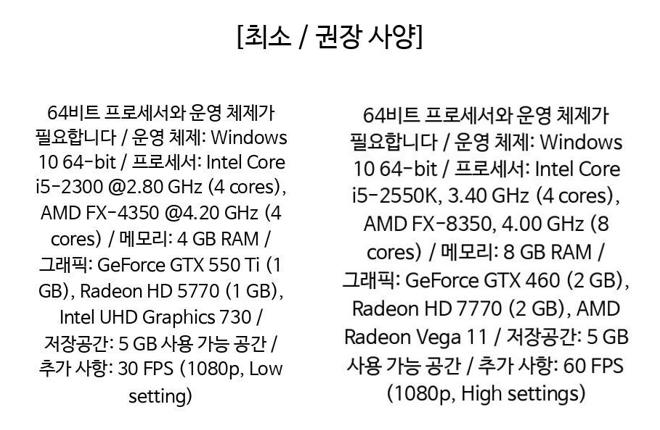 [최소 / 권장 사양]
64비트 프로세서와 운영 체제가
필요합니다 / 운영 체제: Windows
10 64-bit / 프로세서: Intel Core
i5-2300 @2.80 GHz (4 cores),
AMD FX-4350 @4.20 GHz (4
cores) / 메모리: 4 GB RAM /
그래픽: GeForce GTX 550 Ti (1
GB), Radeon HD 5770 (1 GB),
Intel UHD Graphics 730 /
저장공간: 5 GB 사용 가능 공간 /
추가 사항: 30 FPS (1080p, Low
setting)
64비트 프로세서와 운영 체제가
필요합니다 / 운영 체제: Windows
10 64-bit / 프로세서: Intel Core
i5-2550K, 3.40 GHz (4 cores),
AMD FX-8350, 4.00 GHz (8
cores) / 메모리: 8 GB RAM /
그래픽: GeForce GTX 460 (2 GB),
Radeon HD 7770 (2 GB), AMD
Radeon Vega 11 / 저장공간: 5 GB
사용 가능 공간 / 추가 사항: 60 FPS
(1080p, High settings)